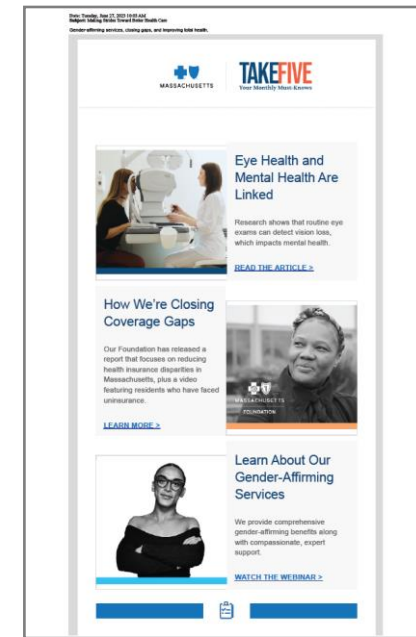 Date: Tuesday, June 27, 2023 10:03 AM
Subject: Making Strides Toward Better Health Care
Gender-affirming services, closing gaps, and improving total health.
MASSACHUSETTS
TAKEFIVE
Your Monthly Must-Knows
Eye Health and
Mental Health Are
Linked
Research shows that routine eye
exams can detect vision loss,
which impacts mental health.
READ THE ARTICLE >
How We're Closing
Coverage Gaps
Our Foundation has released a
report that focuses on reducing
health insurance disparities in
Massachusetts, plus a video
featuring residents who have faced
uninsurance.
LEARN MORE >
MASSACHUSETTS
FOUNDATION
Learn About Our
Gender-Affirming
Services
We provide comprehensive
gender-affirming benefits along
with compassionate, expert
support.
WATCH THE WEBINAR >